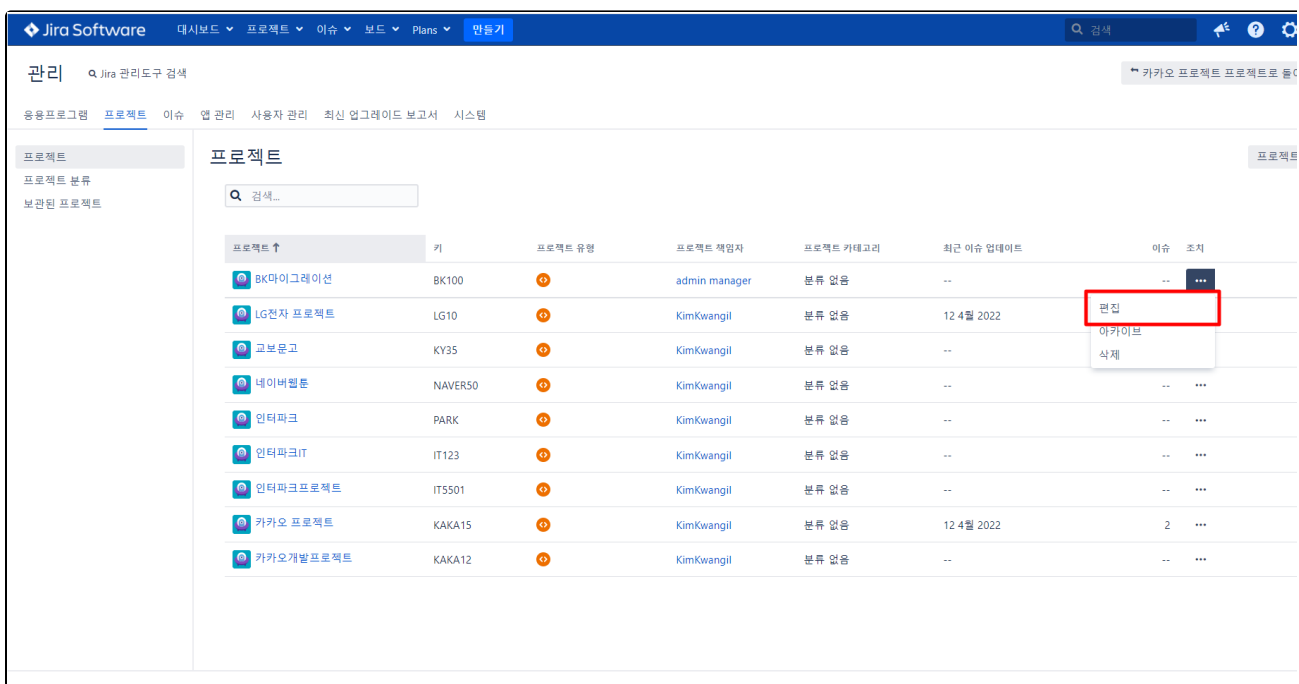 Jira Software 대시보드 프로젝트 이슈 보드 Plans 만들기 검색
관리 Jira 관리도구 검색 카카오 프로젝트 프로젝트로 돌
응용프로그램 프로젝트 이슈 앱 관리 사용자 관리 최신 업그레이드 보고서 시스템
프로젝트
프로젝트 분류
보관된 프로젝트
프로젝트 프로젝트
검색...
프로젝트 키 프로젝트 유형 프로젝트 책임자 프로젝트 카테고리 최근 이슈 업데이트 이슈 조치
BK마이그레이션 BK100 admin manager 분류 없음 -- --
LG전자 프로젝트 LG10 KimKwangil 분류 없음 12 4월 2022
교보문고 KY35 KimKwangil 분류 없음 --
네이버웹툰 NAVER50 KimKwangil 분류 없음 -- --
인터파크 PARK KimKwangil 분류 없음 -- --
인터파크IT IT123 KimKwangil 분류 없음 -- --
인터파크프로젝트 IT5501 KimKwangil 분류 없음 -- --
카카오 프로젝트 KAKA15 KimKwangil 분류 없음 12 4월 2022 2
카카오개발프로젝트 KAKA12 KimKwangil 분류 없음 -- --
편집
아카이브
삭제